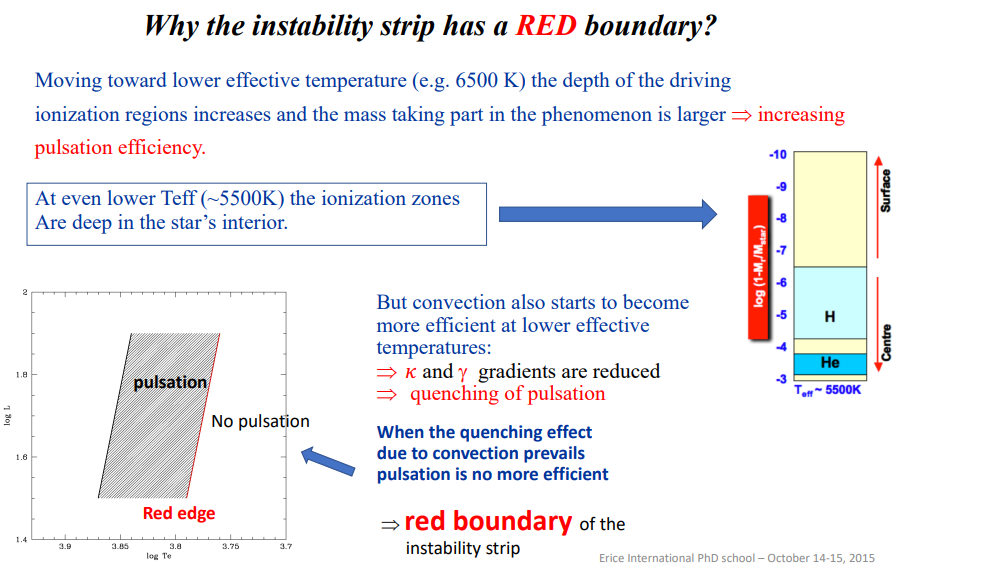 Why the instability strip has a RED boundary?
Moving toward lower effective temperature (e.g. 6500 K) the depth of the driving
ionization regions increases and the mass taking part in the phenomenon is larger ⇒ increasing
pulsation efficiency.
At even lower Teff (~5500K) the ionization zones
Are deep in the star's interior.
-10
-9
-8
-7
-6
-5
-4
-3
log (1-Mr/Mstar)
H
He
Surface
Centre
Teff ~ 5500K
But convection also starts to become
more efficient at lower effective
temperatures:
⇒ κ and γ gradients are reduced
⇒ quenching of pulsation
When the quenching effect
due to convection prevails
pulsation is no more efficient
⇒ red boundary of the
instability strip
2
1.8
1.6
1.4
log L
pulsation
No pulsation
Red edge
3.9
3.85
3.8
3.75
3.7
log Te
Erice International PhD school – October 14-15, 2015